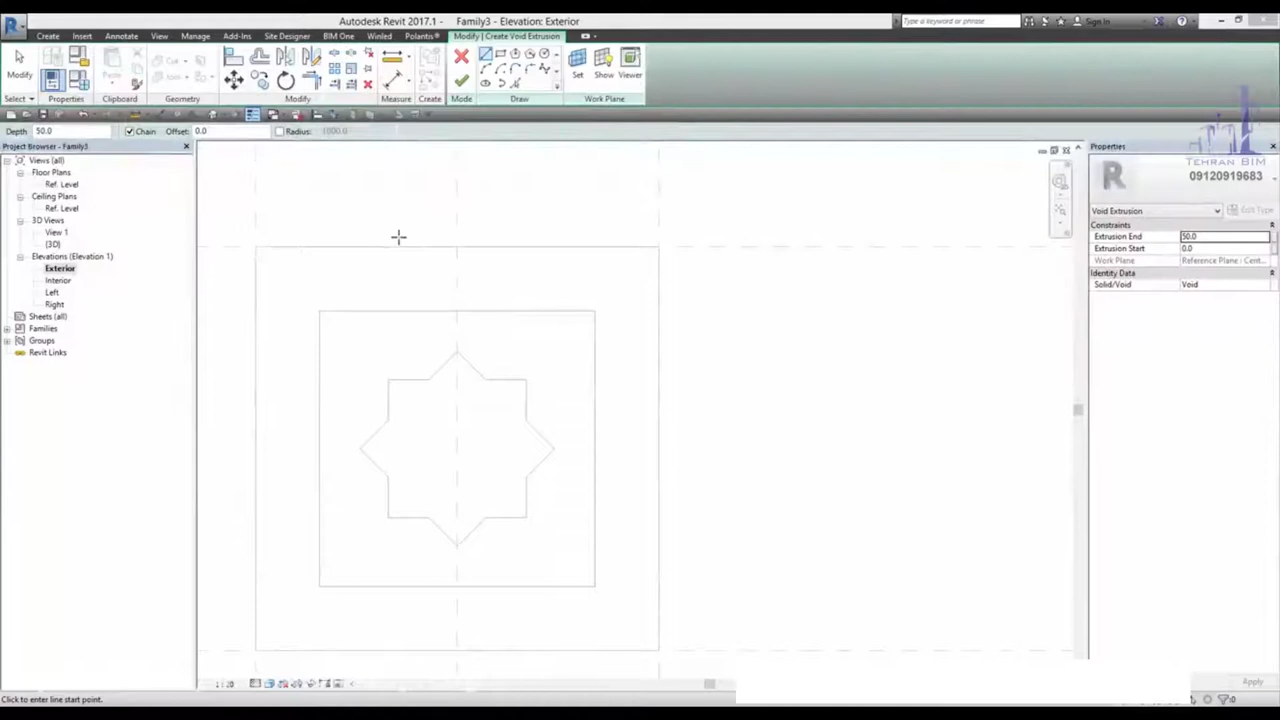 Autodesk Revit 2017.1 - Family3 - Elevation: Exterior
Type a keyword or phrase
Sign In
Create Insert Annotate View Manage Add-Ins Site Designer BIM One Winled Polantis Modify | Create Void Extrusion
Modify
Paste
Cut
Join
Set Show Viewer
Select Properties Clipboard Geometry Modify Measure Create Mode Draw Work Plane
Depth 50.0 Chain Offset: 0.0 Radius: 1000.0
Project Browser - Family3
Views (all)
Floor Plans
Ref. Level
Ceiling Plans
Ref. Level
3D Views
View 1
{3D}
Elevations (Elevation 1)
Exterior
Interior
Left
Right
Sheets (all)
Families
Groups
Revit Links
Properties
TEHRAN BIM
09120919683
Void Extrusion Edit Type
Constraints
Extrusion End 50.0
Extrusion Start 0.0
Work Plane Reference Plane : Cent...
Identity Data
Solid/Void Void
1:20
Apply
Click to enter line start point.
:0